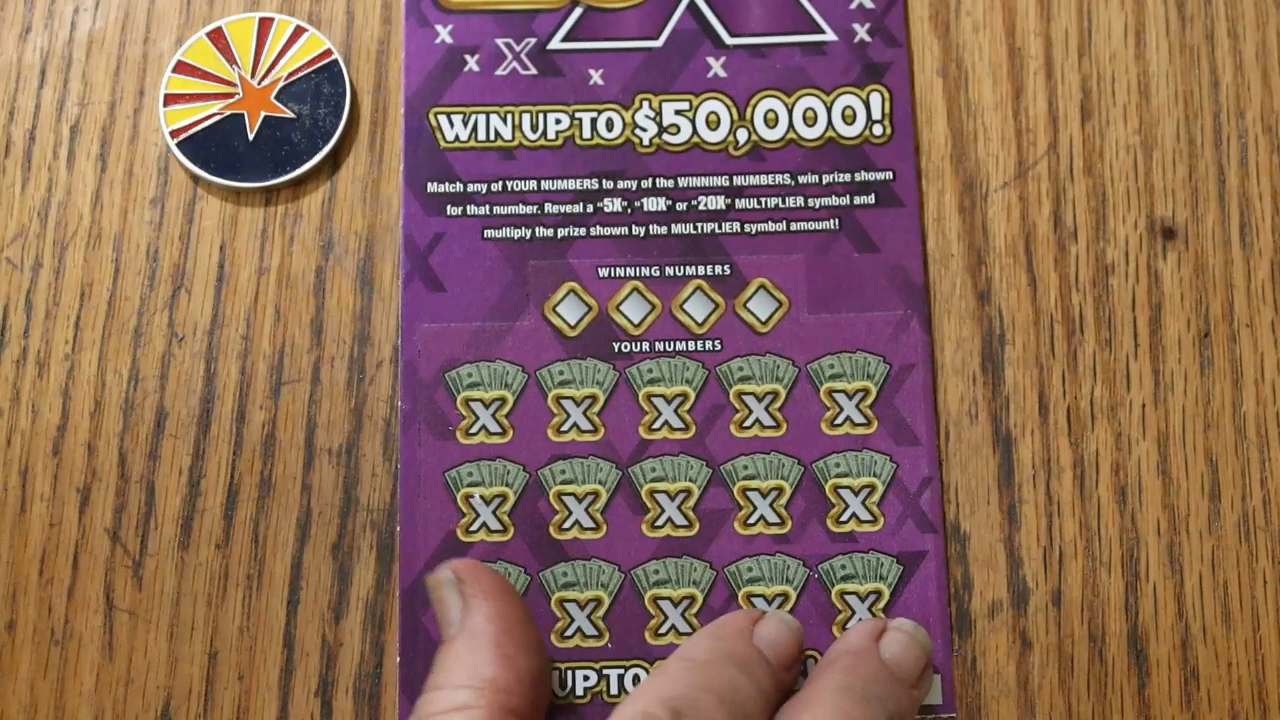 X
X X X
X X X X
WIN UP TO $50,000!
Match any of YOUR NUMBERS to any of the WINNING NUMBERS, win prize shown
for that number. Reveal a "5X", "10X" or "20X" MULTIPLIER symbol and
multiply the prize shown by the MULTIPLIER symbol amount!
WINNING NUMBERS
YOUR NUMBERS
X X X X X
X X X X X
X X X X
UP TO